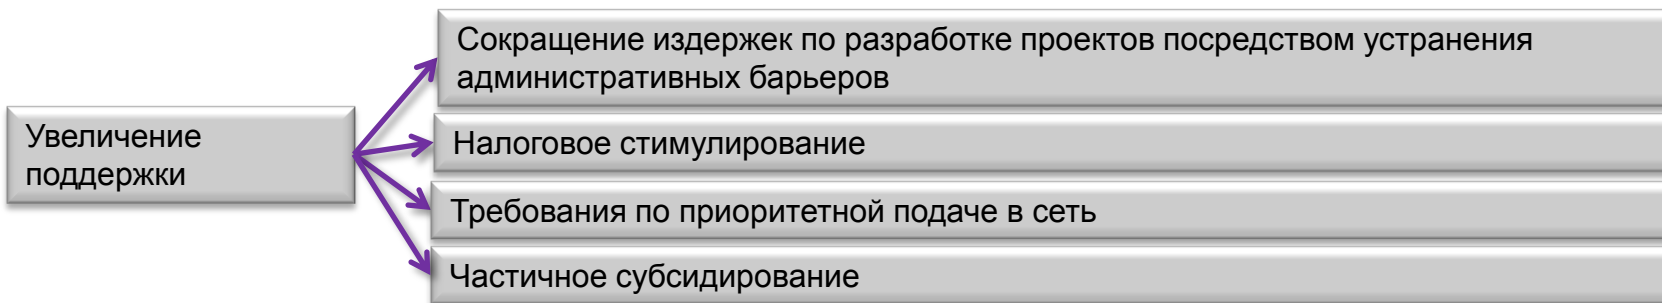 Сокращение издержек по разработке проектов посредством устранения
административных барьеров
Увеличение
поддержки
Налоговое стимулирование
Требования по приоритетной подаче в сеть
Частичное субсидирование